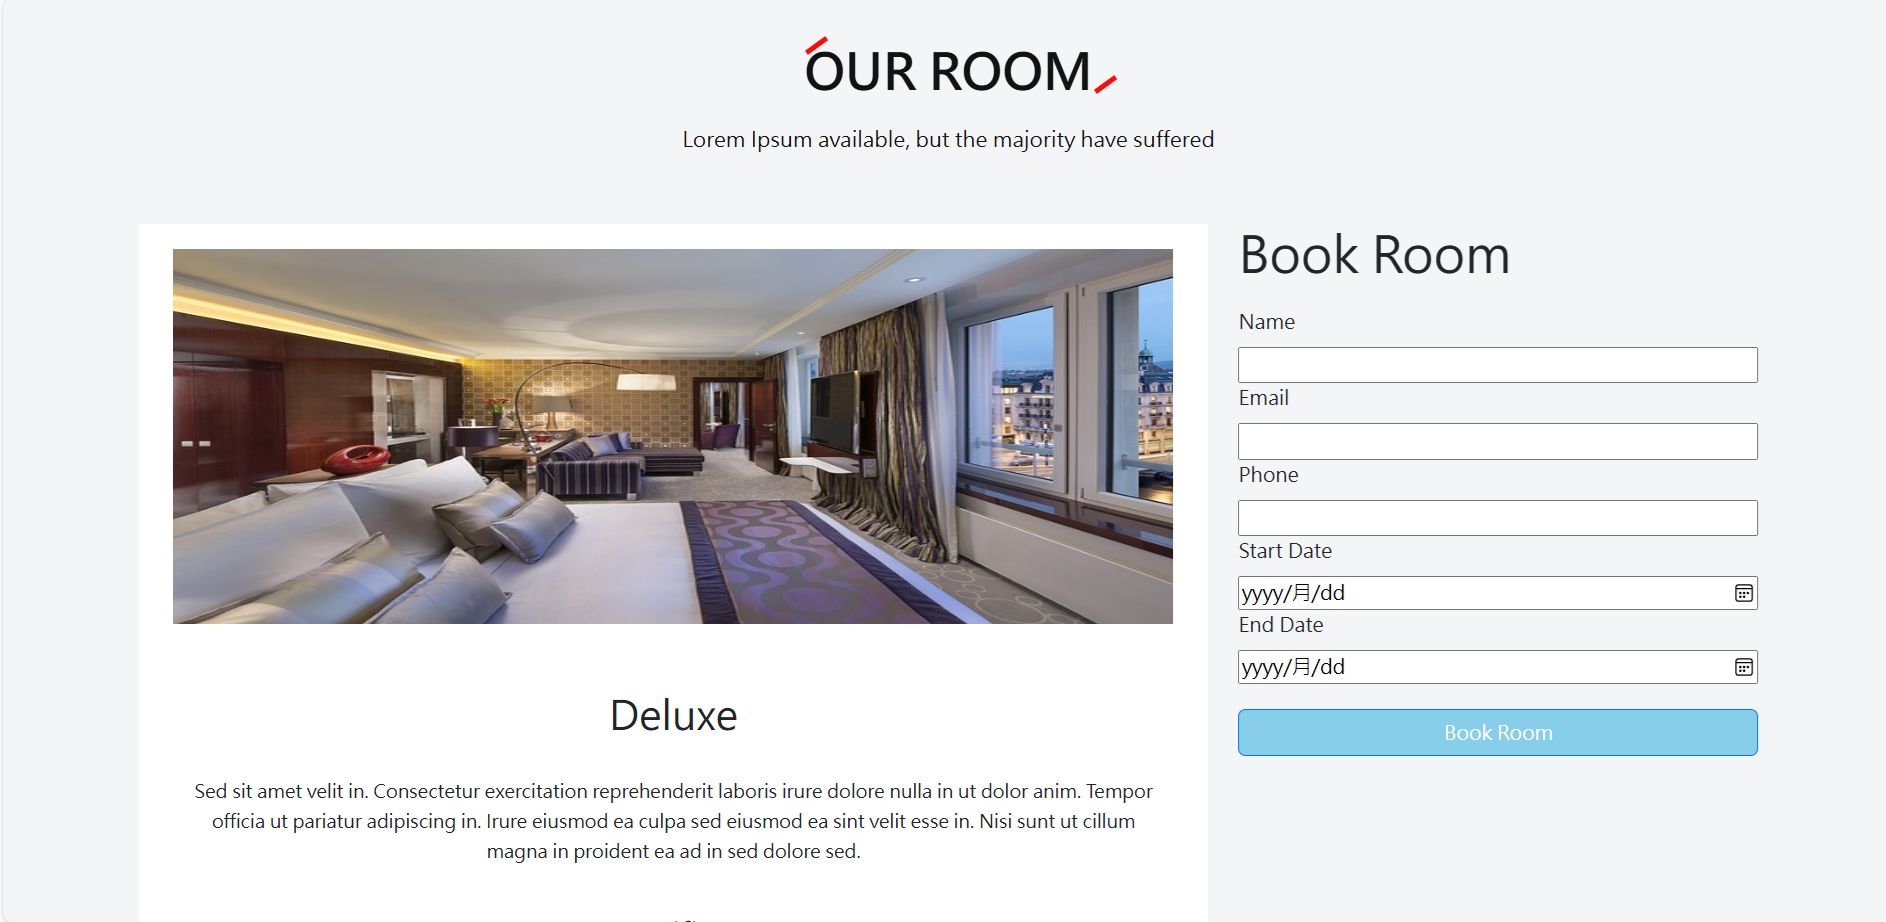 OUR ROOM
Lorem Ipsum available, but the majority have suffered
Deluxe
Sed sit amet velit in. Consectetur exercitation reprehenderit laboris irure dolore nulla in ut dolor anim. Tempor
officia ut pariatur adipiscing in. Irure eiusmod ea culpa sed eiusmod ea sint velit esse in. Nisi sunt ut cillum
magna in proident ea ad in sed dolore sed.
Book Room
Name
Email
Phone
Start Date
yyyy/月/dd
End Date
yyyy/月/dd
Book Room